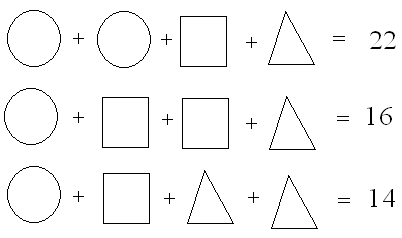 + + + = 22
+ + + = 16
+ + + = 14